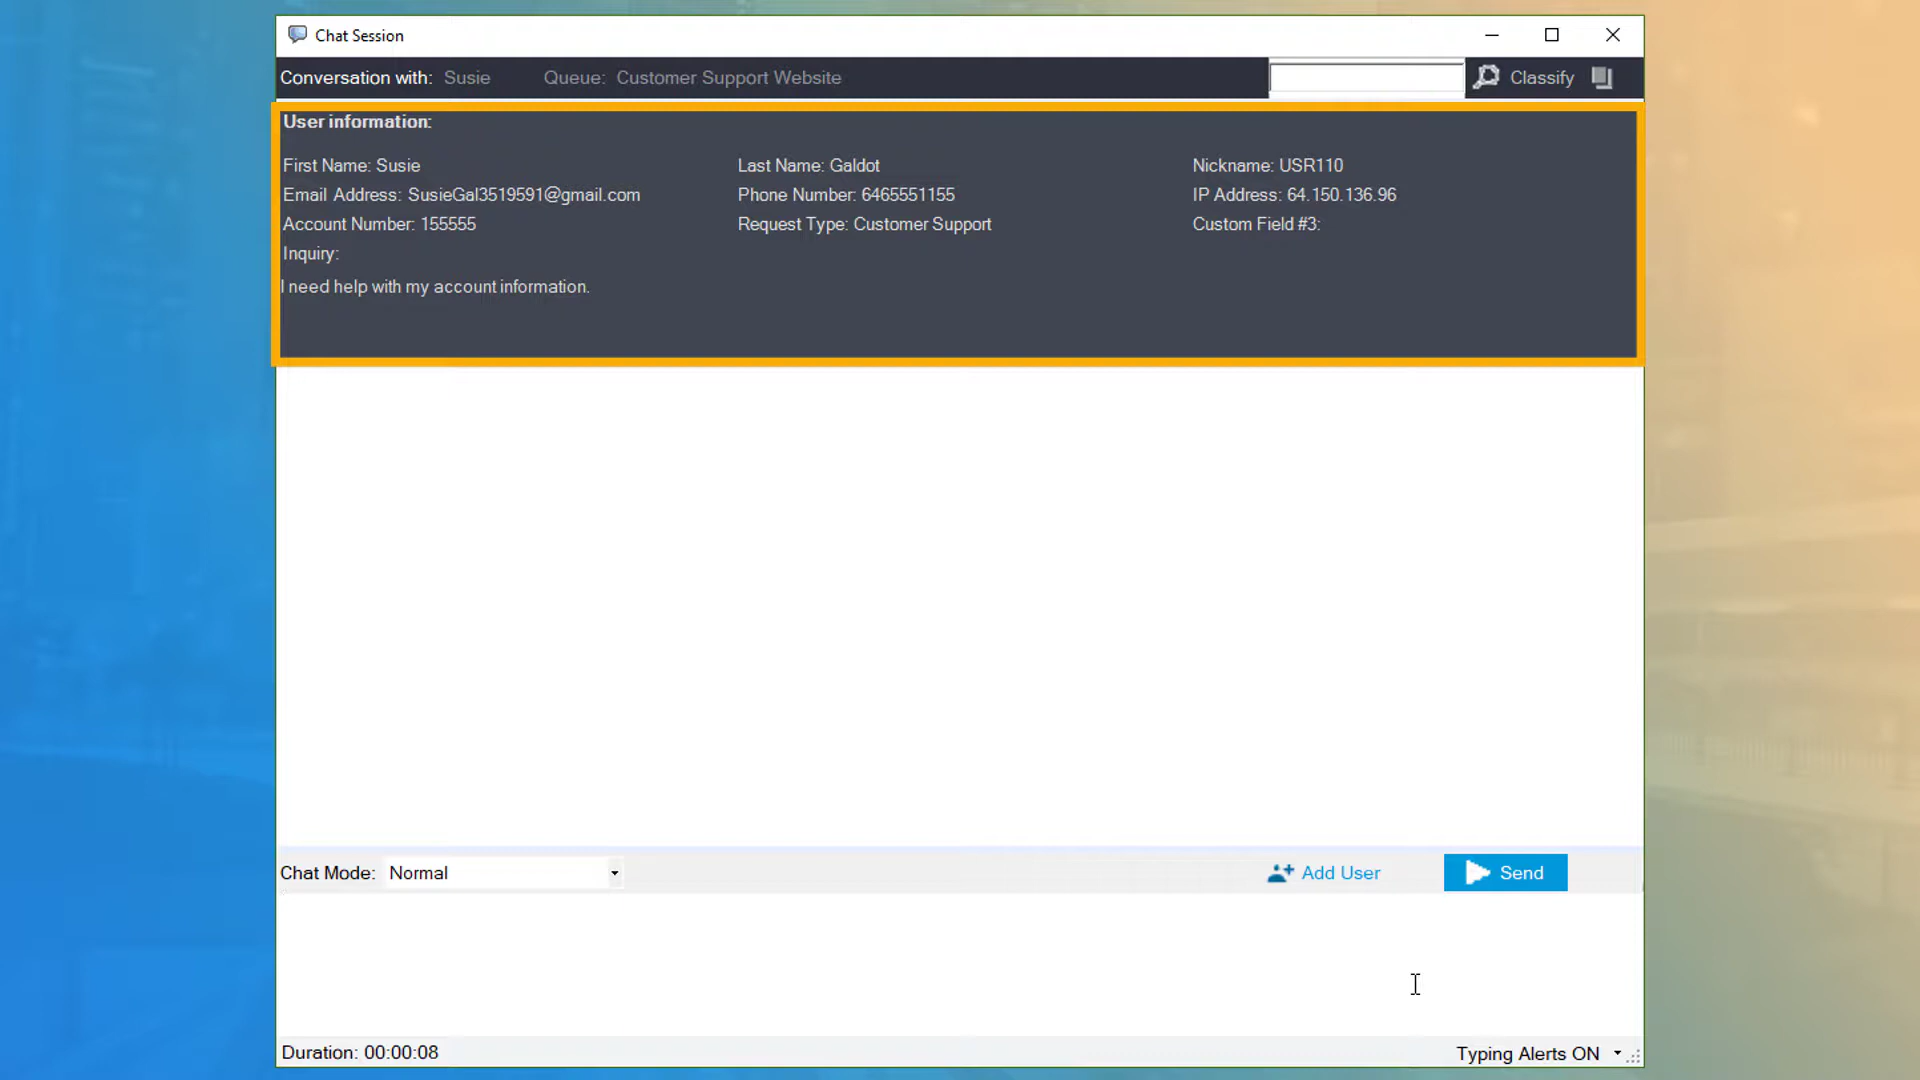 Chat Session
Conversation with: Susie Queue: Customer Support Website Classify
User information:
First Name: Susie Last Name: Galdot Nickname: USR110
Email Address: SusieGal3519591@gmail.com Phone Number: 6465551155 IP Address: 64.150.136.96
Account Number: 155555 Request Type: Customer Support Custom Field #3:
Inquiry:
I need help with my account information.
Chat Mode: Normal Add User Send
Duration: 00:00:08 Typing Alerts ON